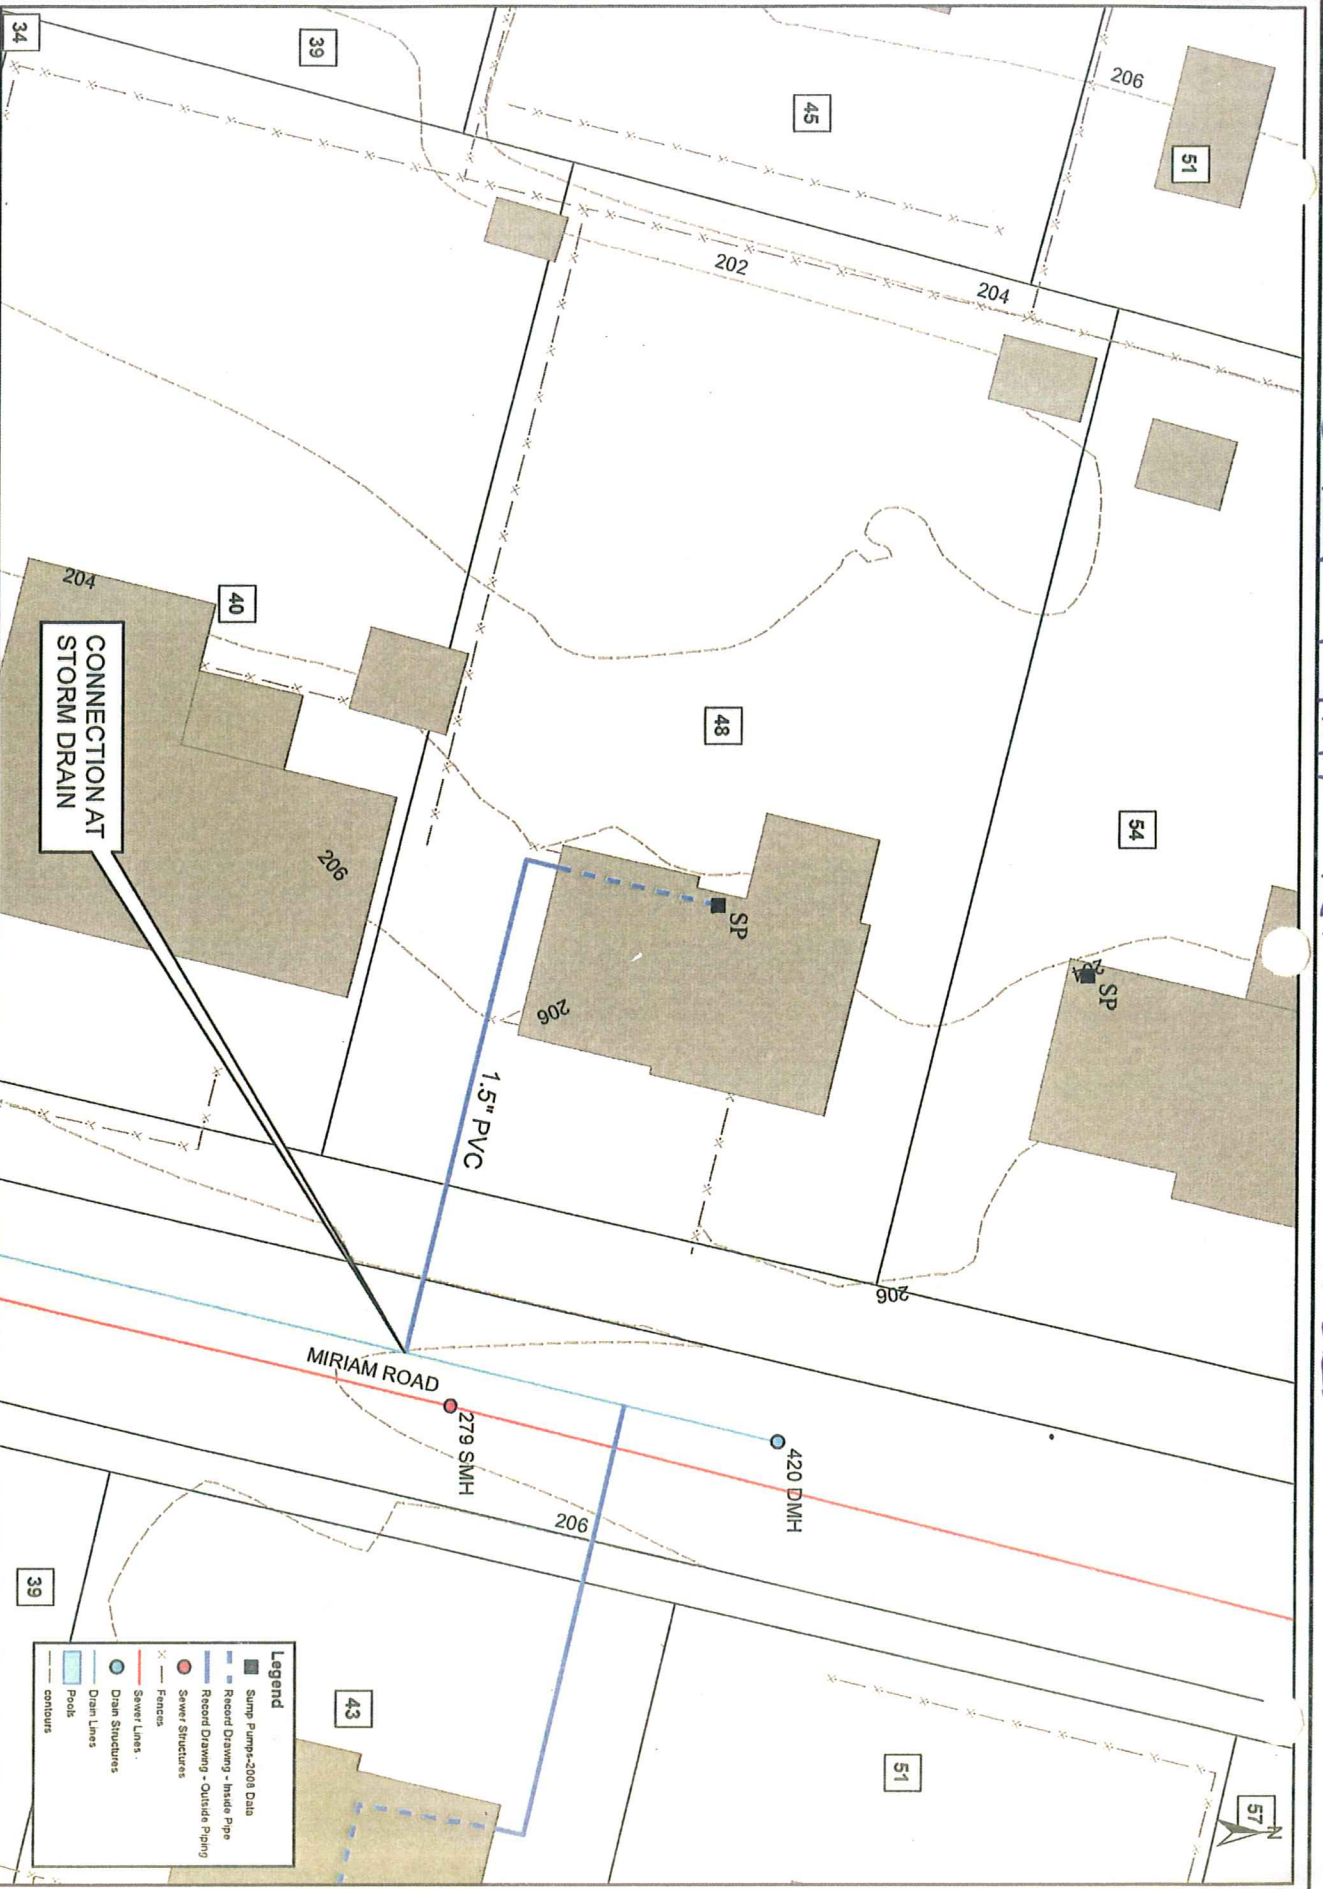 34
39
45
206
51
202
204
204
40
48
54
CONNECTION AT
STORM DRAIN
206
SP
SP
206
1.5" PVC
206
MIRIAM ROAD
279 SMH
420 DMH
206
39
43
51
57
N
Legend
Sump Pumps-2008 Data
Record Drawing - Inside Pipe
Record Drawing - Outside Piping
Sewer Structures
Fences
Sewer Lines
Drain Structures
Drain Lines
Pools
contours